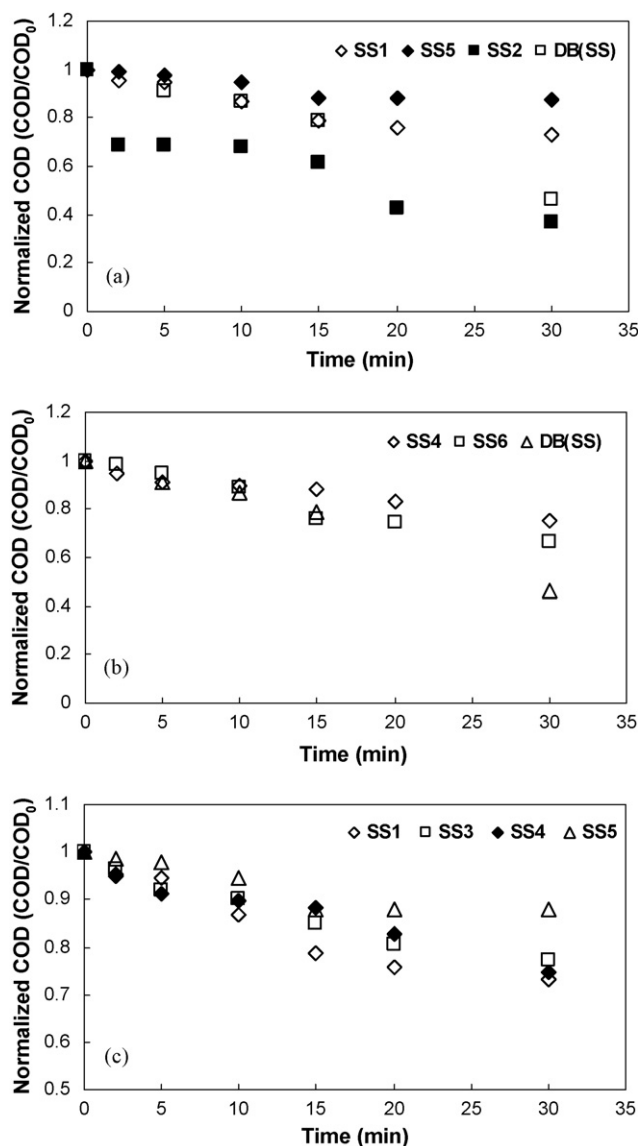 1.2
◇ SS1 ◆ SS5 ■ SS2 □ DB(SS)
1
0.8
0.6
0.4
0.2
(a)
0
0 5 10 15 20 25 30 35
Normalized COD (COD/COD₀)
Time (min)
1.2
◇ SS4 □ SS6 △ DB(SS)
1
0.8
0.6
0.4
0.2
(b)
0
0 5 10 15 20 25 30 35
Normalized COD (COD/COD₀)
Time (min)
1.1
◇ SS1 □ SS3 ◆ SS4 △ SS5
1
0.9
0.8
0.7
0.6
(c)
0.5
0 5 10 15 20 25 30 35
Normalized COD (COD/COD₀)
Time (min)